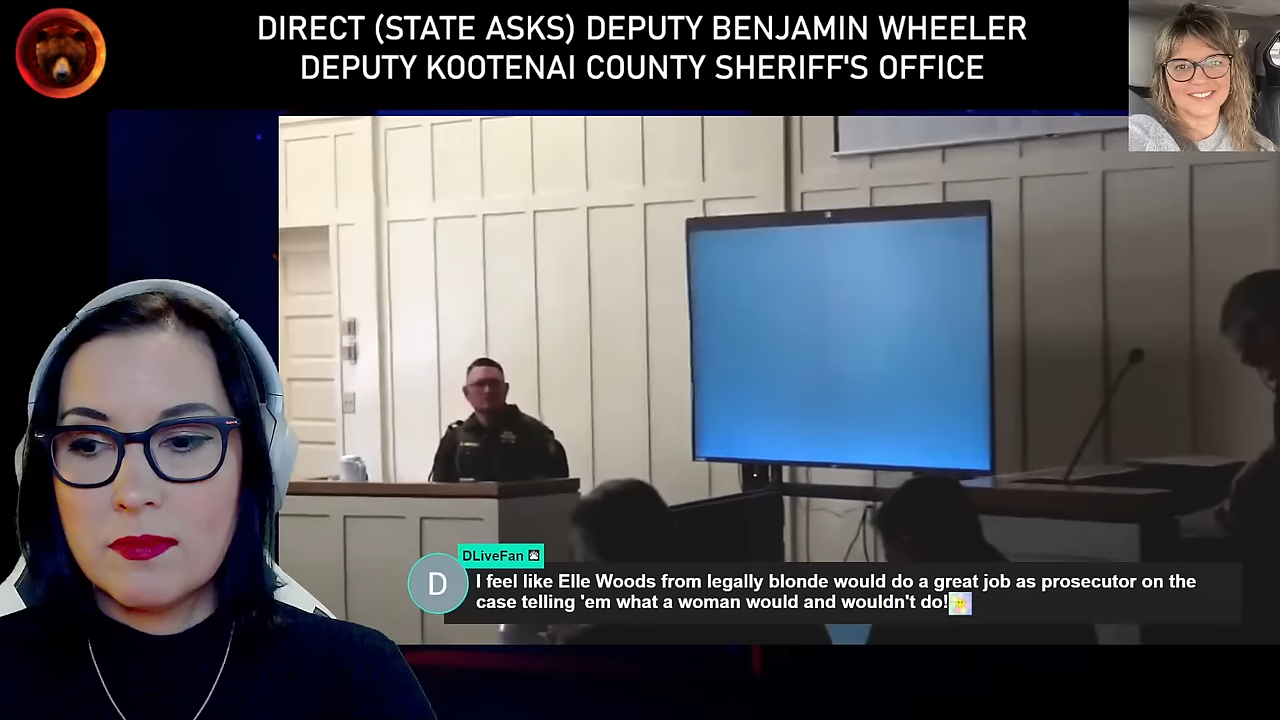 DIRECT (STATE ASKS) DEPUTY BENJAMIN WHEELER
DEPUTY KOOTENAI COUNTY SHERIFF'S OFFICE
DLiveFan
D
I feel like Elle Woods from legally blonde would do a great job as prosecutor on the
case telling 'em what a woman would and wouldn't do!